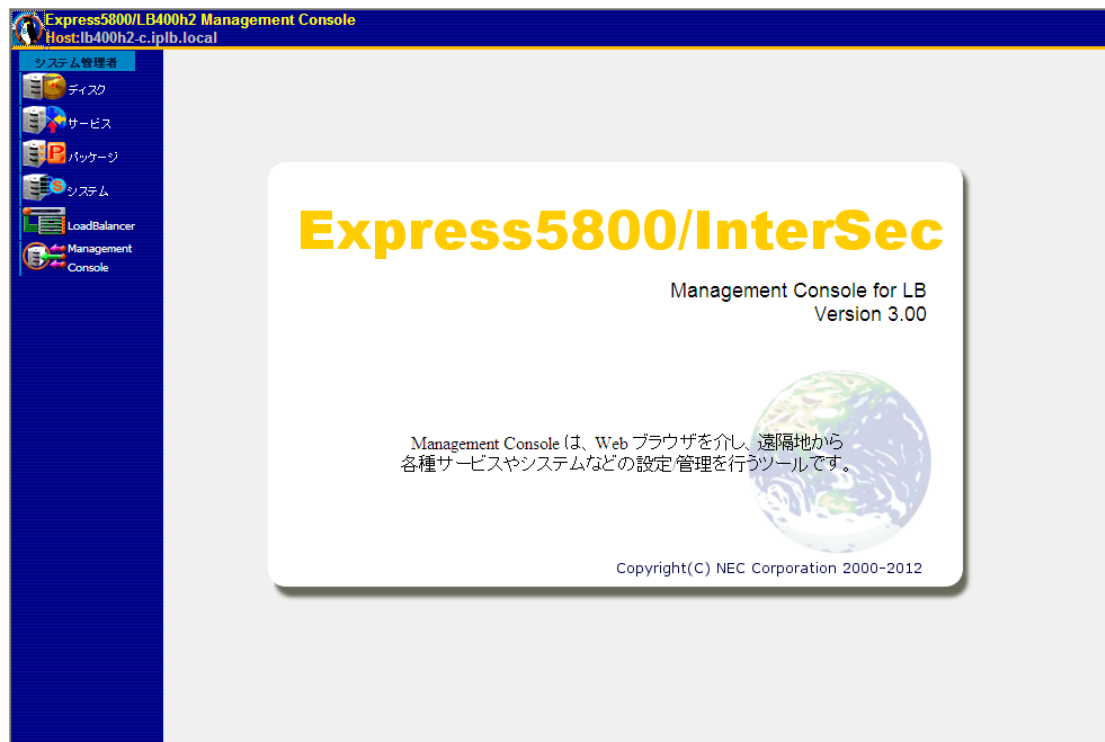 Express5800/LB400h2 Management Console
Host:lb400h2-c.iplb.local
システム管理者
ディスク
サービス
パッケージ
システム
LoadBalancer
Management
Console
Express5800/InterSec
Management Console for LB
Version 3.00
Management Console は、Web ブラウザを介し、遠隔地から
各種サービスやシステムなどの設定/管理を行うツールです。
Copyright(C) NEC Corporation 2000-2012